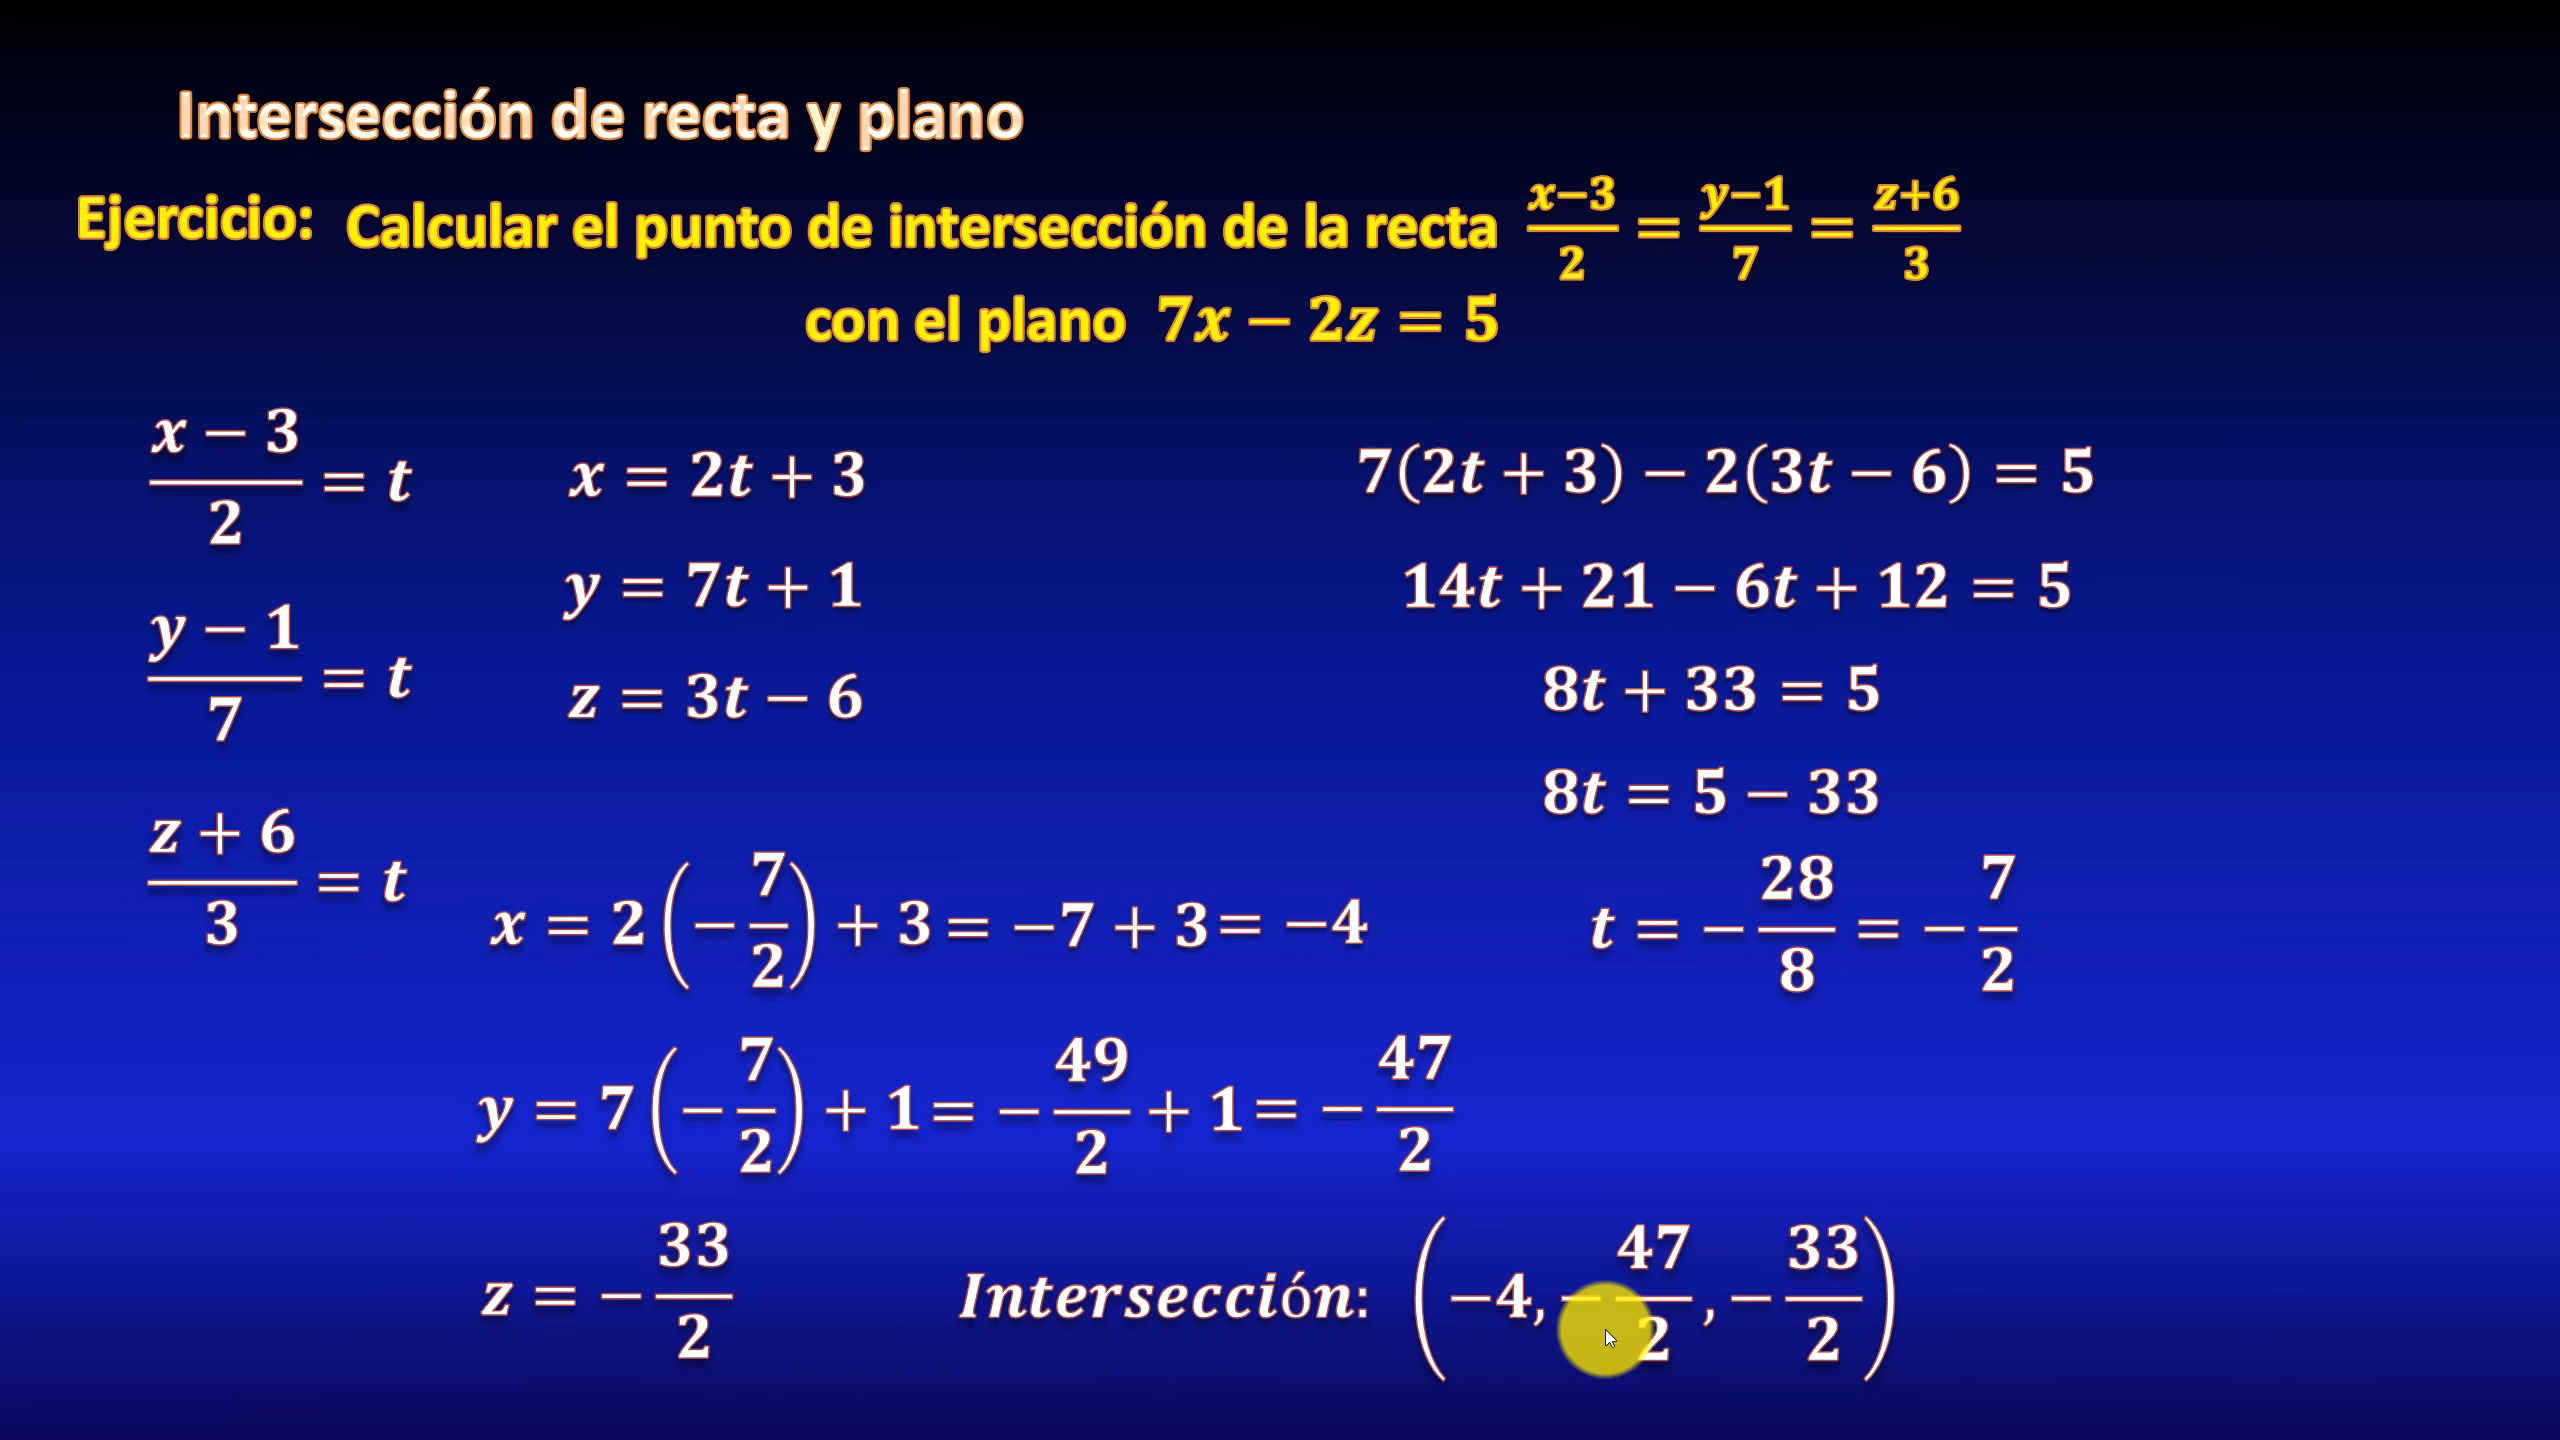 Intersección de recta y plano
Ejercicio: Calcular el punto de intersección de la recta (x−3)/2 = (y−1)/7 = (z+6)/3
con el plano 7x − 2z = 5
(x − 3)/2 = t
x = 2t + 3
7(2t + 3) − 2(3t − 6) = 5
y = 7t + 1
14t + 21 − 6t + 12 = 5
(y − 1)/7 = t
z = 3t − 6
8t + 33 = 5
8t = 5 − 33
(z + 6)/3 = t
x = 2(−7/2) + 3 = −7 + 3 = −4
t = −28/8 = −7/2
y = 7(−7/2) + 1 = −49/2 + 1 = −47/2
z = −33/2
Intersección: (−4, −47/2, −33/2)